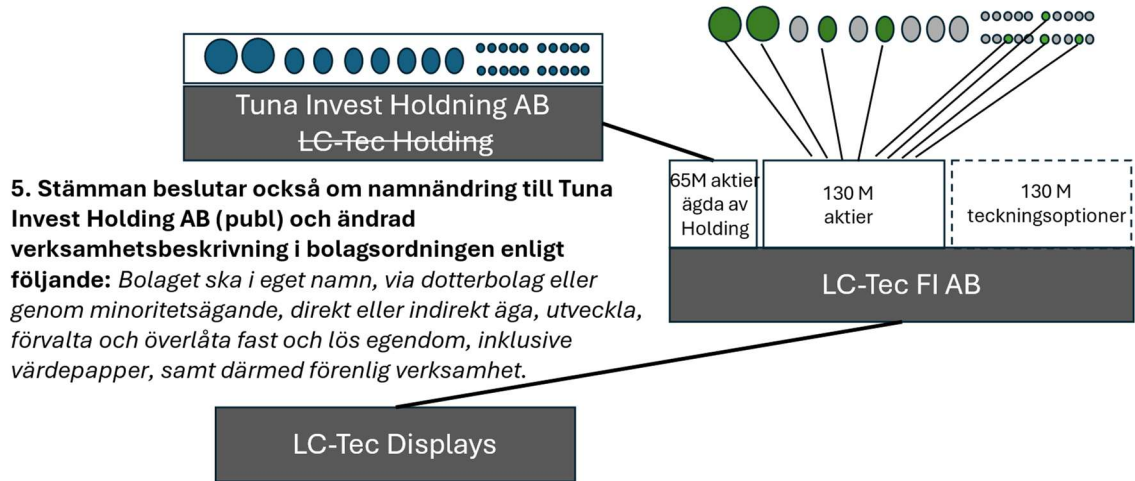 Tuna Invest Holdning AB
LC-Tec Holding
5. Stämman beslutar också om namnändring till Tuna
Invest Holding AB (publ) och ändrad
verksamhetsbeskrivning i bolagsordningen enligt
följande: Bolaget ska i eget namn, via dotterbolag eller
genom minoritetsägande, direkt eller indirekt äga, utveckla,
förvalta och överlåta fast och lös egendom, inklusive
värdepapper, samt därmed förenlig verksamhet.
65M aktier
ägda av
Holding
130 M
aktier
130 M
teckningsoptioner
LC-Tec FI AB
LC-Tec Displays